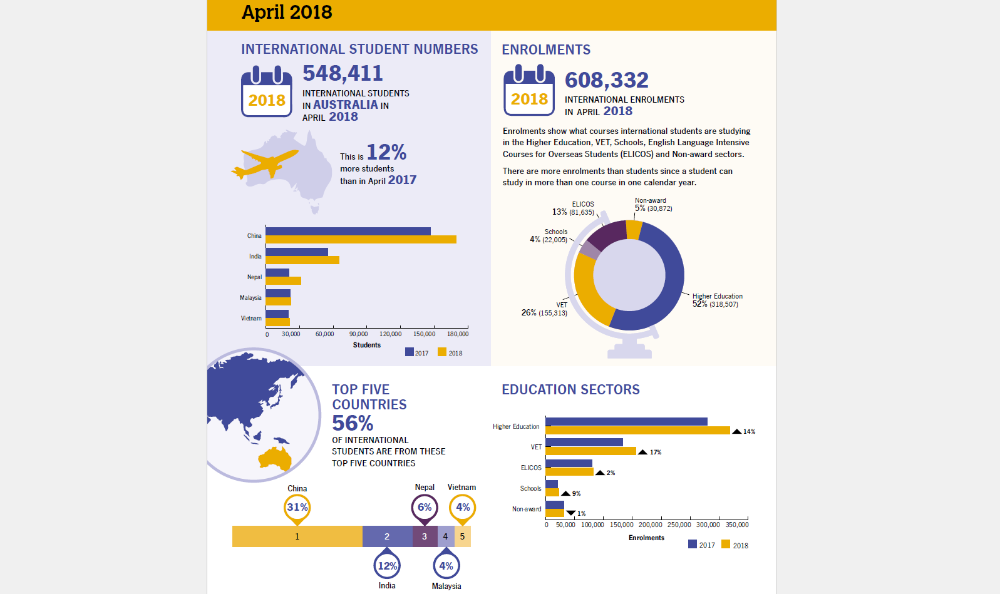 April 2018
INTERNATIONAL STUDENT NUMBERS
2018
548,411
INTERNATIONAL STUDENTS
IN AUSTRALIA IN
APRIL 2018
This is 12%
more students
than in April 2017
China
India
Nepal
Malaysia
Vietnam
0 30,000 60,000 90,000 120,000 150,000 180,000
Students
2017 2018
ENROLMENTS
2018
608,332
INTERNATIONAL ENROLMENTS
IN APRIL 2018
Enrolments show what courses international students are studying
in the Higher Education, VET, Schools, English Language Intensive
Courses for Overseas Students (ELICOS) and Non-award sectors.
There are more enrolments than students since a student can
study in more than one course in one calendar year.
Non-award
5% (30,872)
ELICOS
13% (81,635)
Schools
4% (22,005)
Higher Education
52% (318,507)
VET
26% (155,313)
TOP FIVE
COUNTRIES
56%
OF INTERNATIONAL
STUDENTS ARE FROM THESE
TOP FIVE COUNTRIES
China Nepal Vietnam
31% 6% 4%
1 2 3 4 5
12% 4%
India Malaysia
EDUCATION SECTORS
Higher Education 14%
VET 17%
ELICOS 2%
Schools 9%
Non-award 1%
0 50,000 100,000 150,000 200,000 250,000 300,000 350,000
Enrolments
2017 2018